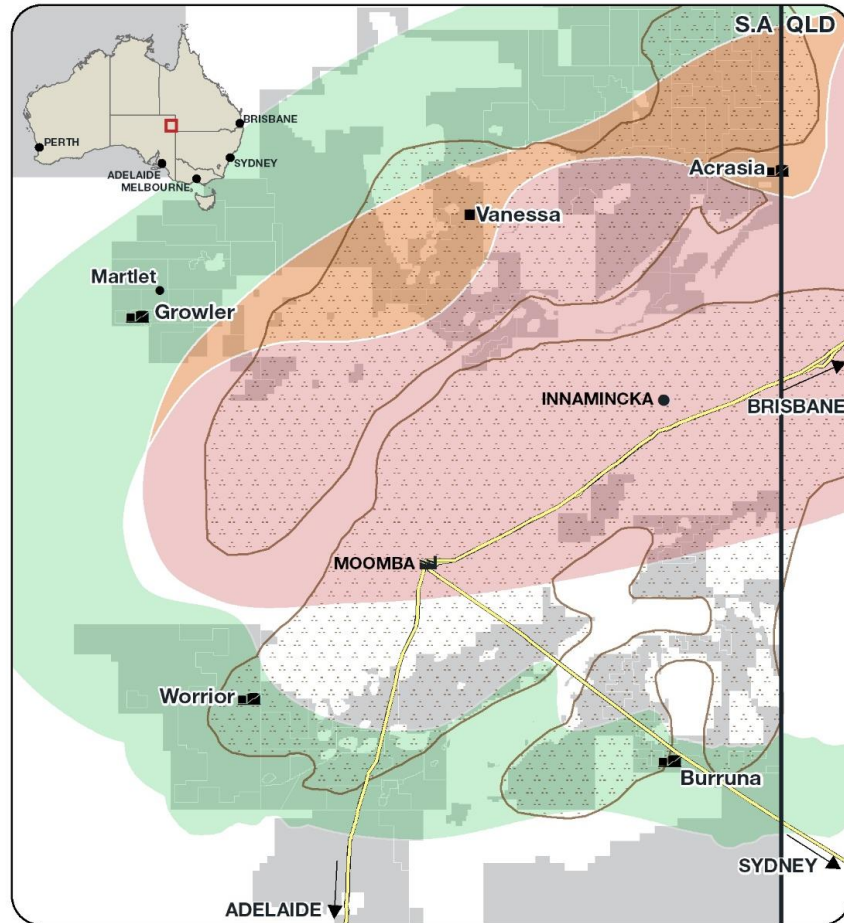 S.A QLD
BRISBANE
PERTH
SYDNEY
ADELAIDE
MELBOURNE
Acrasia
Vanessa
Martlet
Growler
INNAMINCKA
BRISBANE
MOOMBA
Worrior
Burruna
SYDNEY
ADELAIDE